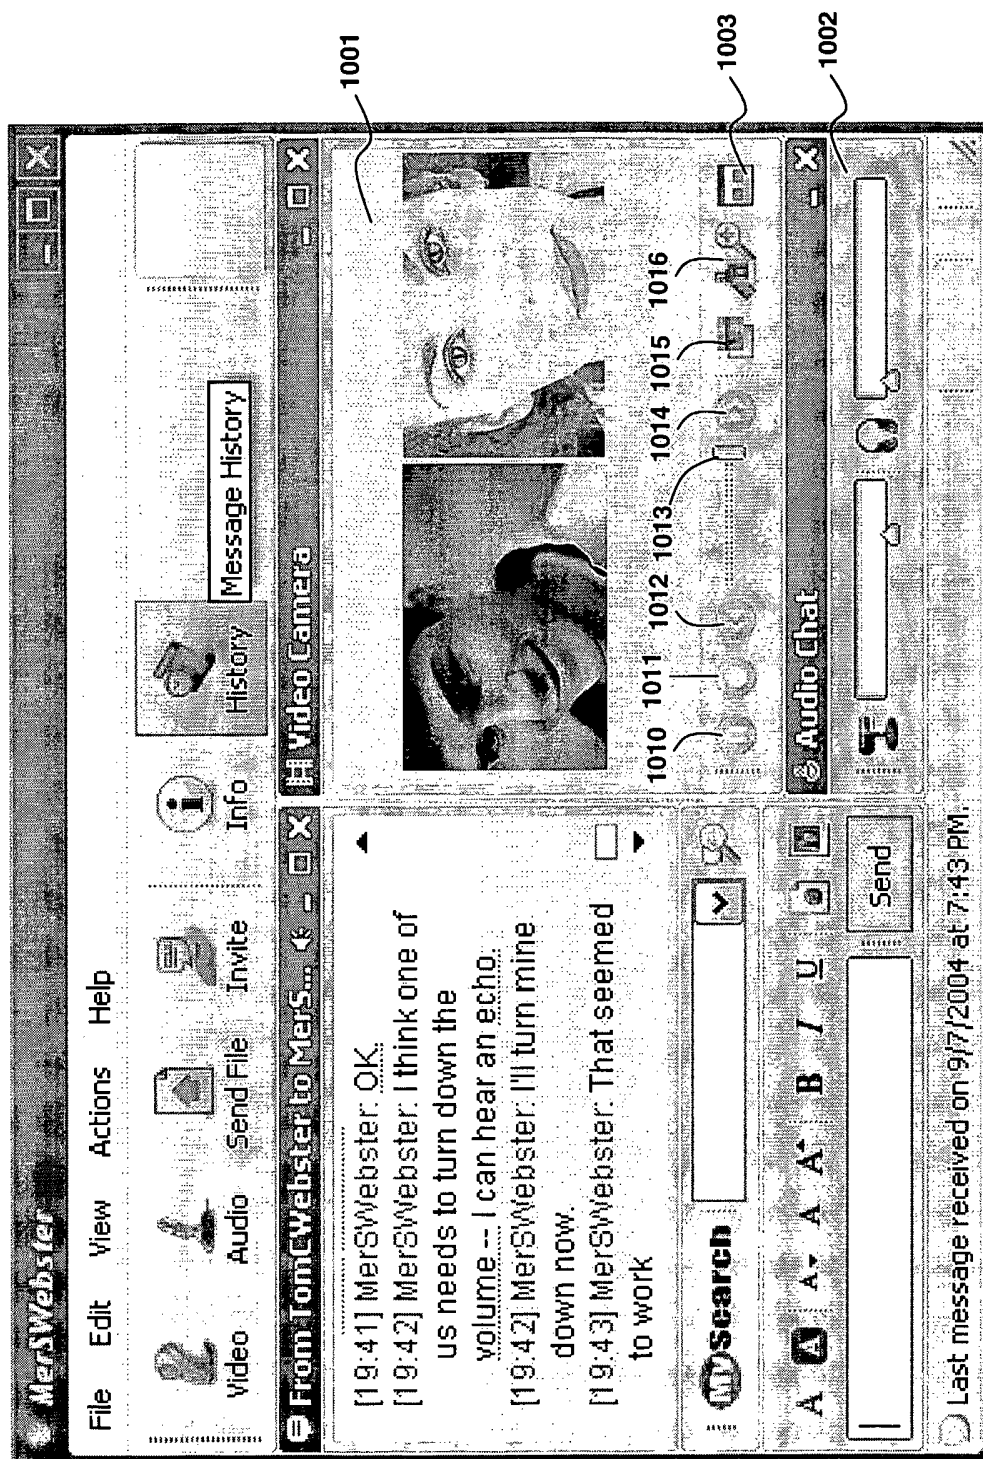 MerSWebster
File Edit View Actions Help
Video Audio Send File Invite Info History
Message History
From TomCWebster to MerS...
[19:41] MerSWebster: OK.
[19:42] MerSWebster: I think one of
us needs to turn down the
volume -- I can hear an echo.
[19:42] MerSWebster: I'll turn mine
down now.
[19:43] MerSWebster: That seemed
to work
My Search
A A A A A B I U
Send
Last message received on 9/7/2004 at 7:43 PM.
Video Camera
1001
1010 1011 1012 1013 1014 1015 1016
1003
Audio Chat
1002